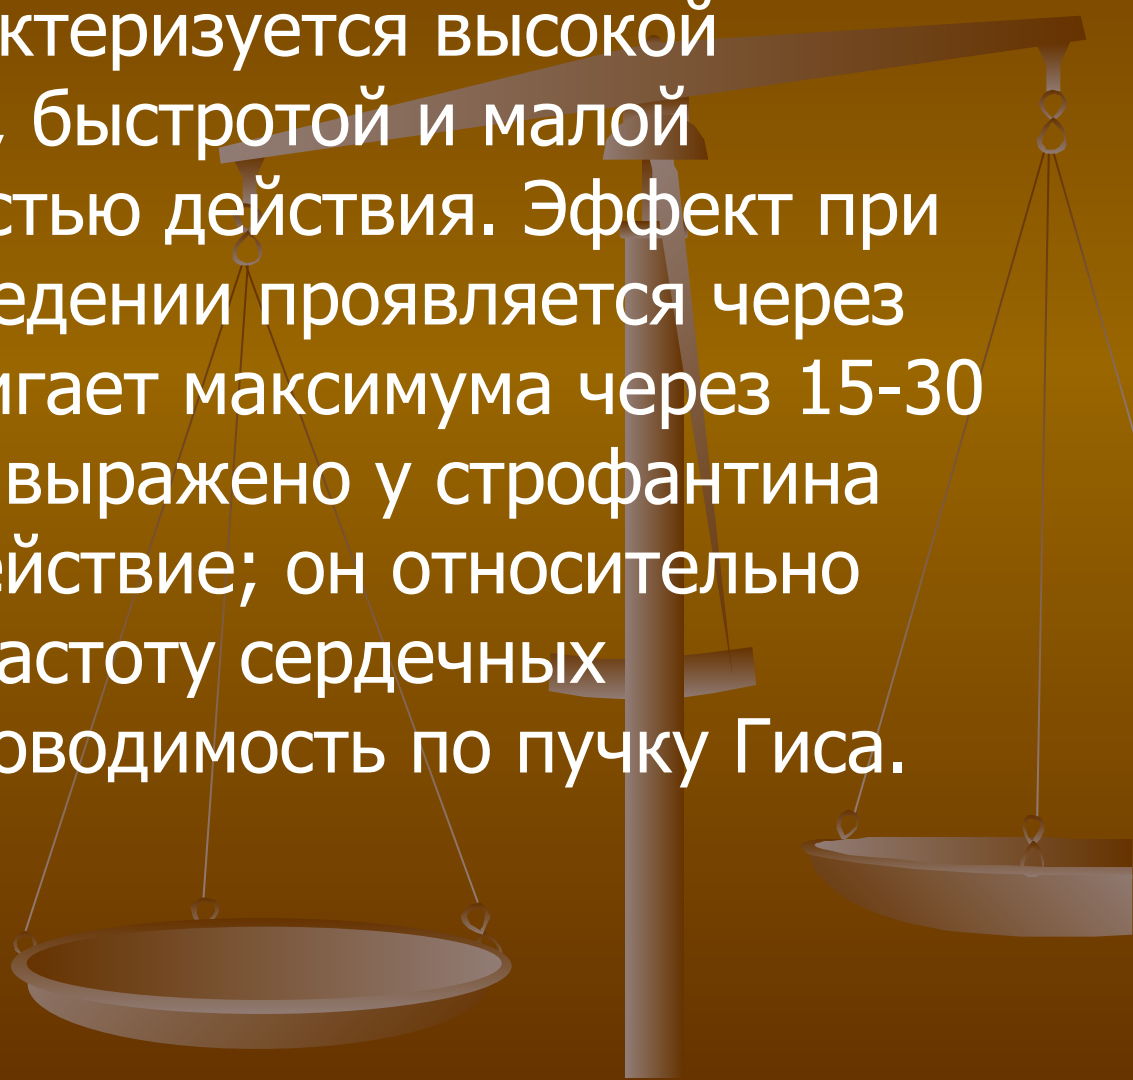 ктеризуется высокой
, быстротой и малой
стью действия. Эффект при
едении проявляется через
игает максимума через 15-30
выражено у строфантина
ействие; он относительно
астоту сердечных
оводимость по пучку Гиса.